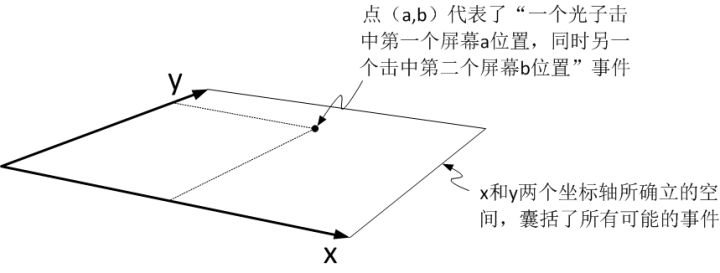 点（a,b）代表了“一个光子击
中第一个屏幕a位置，同时另一
个击中第二个屏幕b位置”事件
y
x和y两个坐标轴所确立的空
间，囊括了所有可能的事件
x